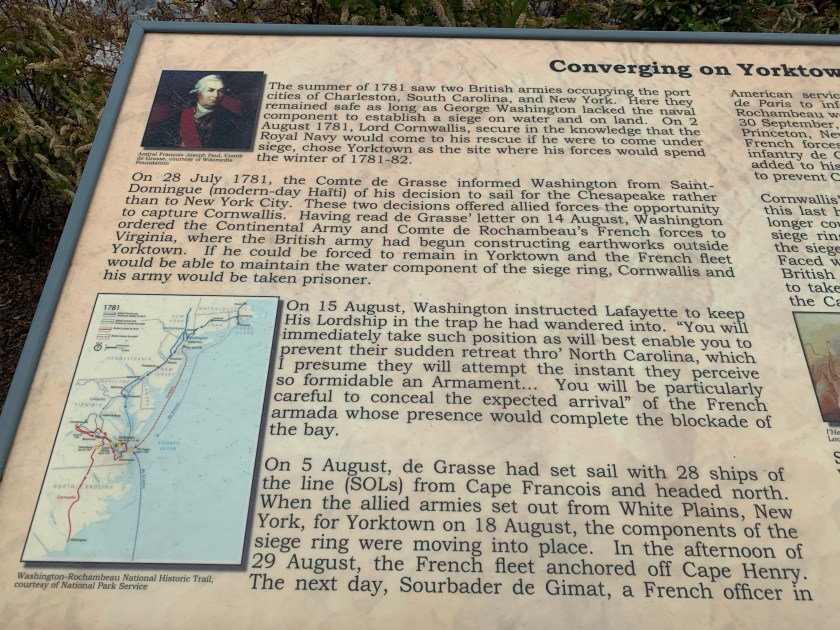 Converging on Yorktow
The summer of 1781 saw two British armies occupying the port
cities of Charleston, South Carolina, and New York. Here they
remained safe as long as George Washington lacked the naval
component to establish a siege on water and on land. On 2
August 1781, Lord Cornwallis, secure in the knowledge that the
Royal Navy would come to his rescue if he were to come under
siege, chose Yorktown as the site where his forces would spend
the winter of 1781-82.
Amiral François-Joseph Paul, Comte
de Grasse, courtesy of Wikimedia
Foundation
On 28 July 1781, the Comte de Grasse informed Washington from Saint-
Domingue (modern-day Haïti) of his decision to sail for the Chesapeake rather
than to New York City. These two decisions offered allied forces the opportunity
to capture Cornwallis. Having read de Grasse' letter on 14 August, Washington
ordered the Continental Army and Comte de Rochambeau's French forces to
Virginia, where the British army had begun constructing earthworks outside
Yorktown. If he could be forced to remain in Yorktown and the French fleet
would be able to maintain the water component of the siege ring, Cornwallis and
his army would be taken prisoner.
1781
NORTH CAROLINA
Washington-Rochambeau National Historic Trail,
courtesy of National Park Service
On 15 August, Washington instructed Lafayette to keep
His Lordship in the trap he had wandered into. "You will
immediately take such position as will best enable you to
prevent their sudden retreat thro' North Carolina, which
I presume they will attempt the instant they perceive
so formidable an Armament... You will be particularly
careful to conceal the expected arrival" of the French
armada whose presence would complete the blockade of
the bay.
On 5 August, de Grasse had set sail with 28 ships of
the line (SOLs) from Cape Francois and headed north.
When the allied armies set out from White Plains, New
York, for Yorktown on 18 August, the components of the
siege ring were moving into place. In the afternoon of
29 August, the French fleet anchored off Cape Henry.
The next day, Sourbader de Gimat, a French officer in
American servic
de Paris to in
Rochambeau w
30 September,
Princeton, Ne
French forces
infantry de G
added to his
to prevent C
Cornwallis'
this last r
longer cou
siege rin
the siege
Faced w
British
to take
the Ca